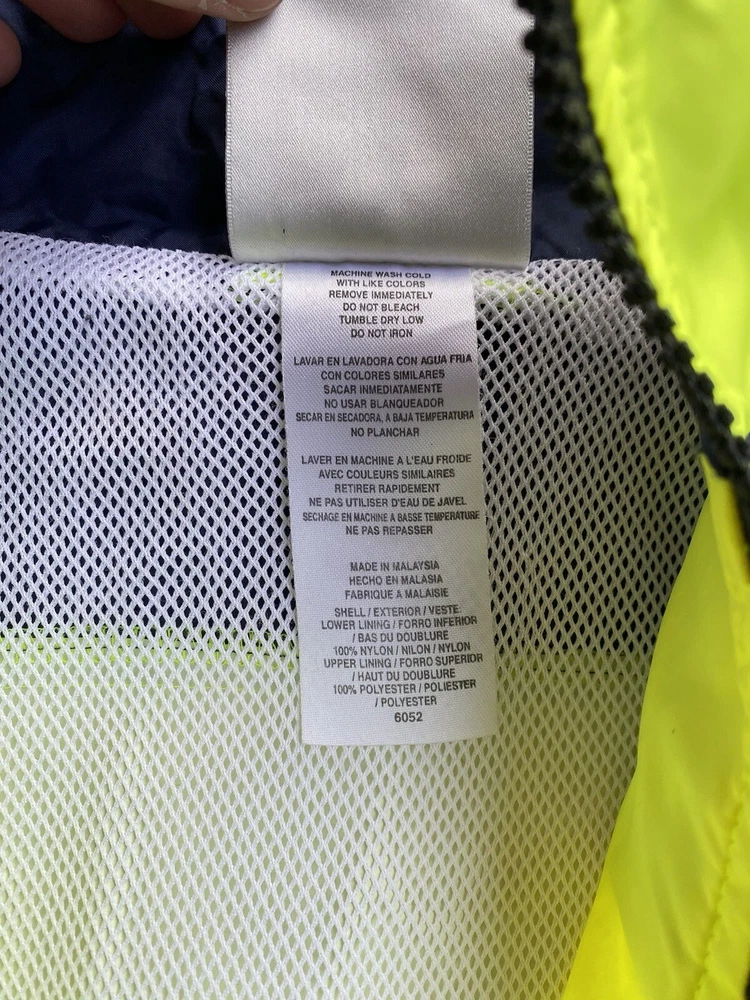 MACHINE WASH COLD
WITH LIKE COLORS
REMOVE IMMEDIATELY
DO NOT BLEACH
TUMBLE DRY LOW
DO NOT IRON
LAVAR EN LAVADORA CON AGUA FRIA
CON COLORES SIMILARES
SACAR INMEDIATAMENTE
NO USAR BLANQUEADOR
SECAR EN SECADORA, A BAJA TEMPERATURA
NO PLANCHAR
LAVER EN MACHINE A L'EAU FROIDE
AVEC COULEURS SIMILAIRES
RETIRER RAPIDEMENT
NE PAS UTILISER D'EAU DE JAVEL
SECHAGE EN MACHINE A BASSE TEMPERATURE
NE PAS REPASSER
MADE IN MALAYSIA
HECHO EN MALASIA
FABRIQUE A MALAISIE
SHELL / EXTERIOR / VESTE
LOWER LINING / FORRO INFERIOR
/ BAS DU DOUBLURE
100% NYLON / NILON / NYLON
UPPER LINING / FORRO SUPERIOR
/ HAUT DU DOUBLURE
100% POLYESTER / POLIESTER
/ POLYESTER
6052